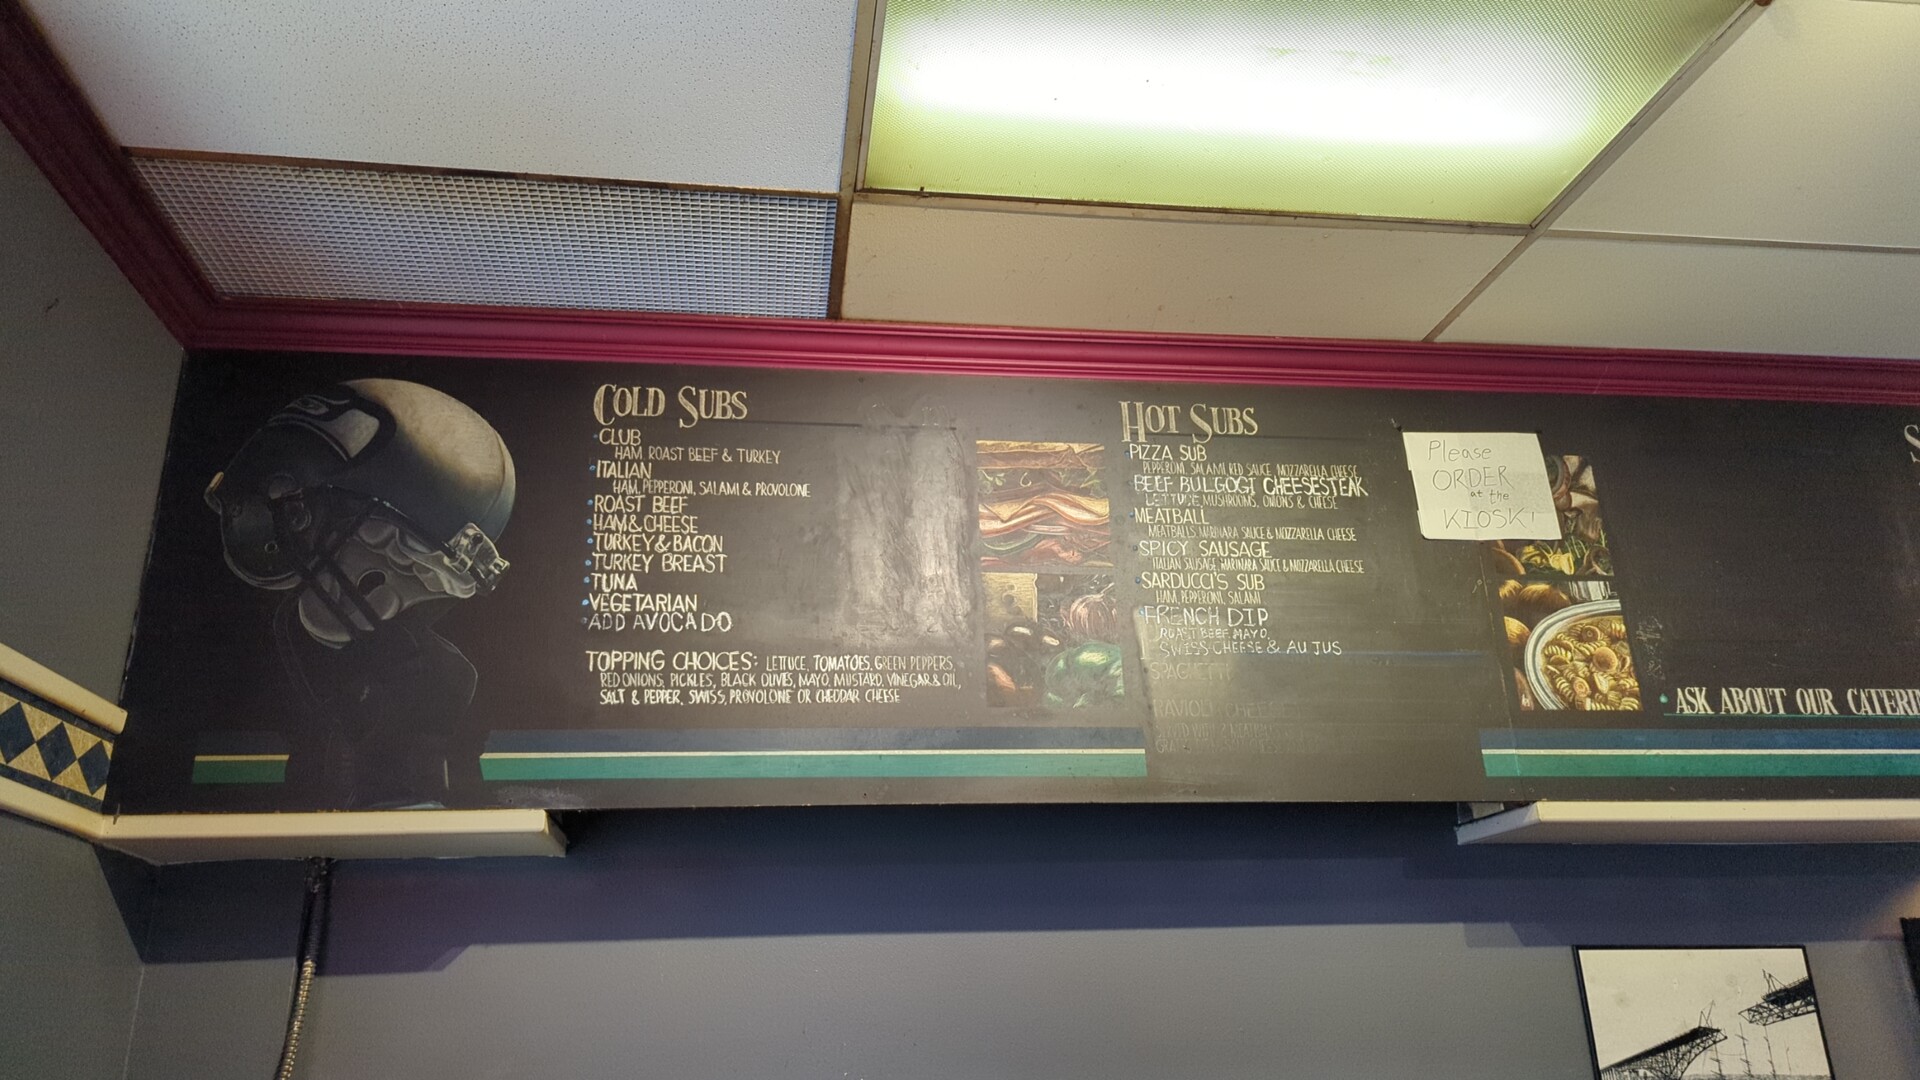 COLD SUBS
CLUB
HAM, ROAST BEEF & TURKEY
ITALIAN
HAM, PEPPERONI, SALAMI & PROVOLONE
ROAST BEEF
HAM & CHEESE
TURKEY & BACON
TURKEY BREAST
TUNA
VEGETARIAN
ADD AVOCADO
TOPPING CHOICES: LETTUCE, TOMATOES, GREEN PEPPERS,
RED ONIONS, PICKLES, BLACK OLIVES, MAYO, MUSTARD, VINEGAR & OIL,
SALT & PEPPER, SWISS, PROVOLONE OR CHEDDAR CHEESE
HOT SUBS
PIZZA SUB
PEPPERONI, SALAMI, RED SAUCE, MOZZARELLA CHEESE
BEEF BULGOGI CHEESESTEAK
LETTUCE, MUSHROOMS, ONIONS & CHEESE
MEATBALL
MEATBALLS, MARINARA SAUCE & MOZZARELLA CHEESE
SPICY SAUSAGE
ITALIAN SAUSAGE, MARINARA SAUCE & MOZZARELLA CHEESE
SARDUCCI'S SUB
HAM, PEPPERONI, SALAMI
FRENCH DIP
ROAST BEEF, MAYO,
SWISS CHEESE & AU JUS
SPAGHETTI
RAVIOLI CHEESE
Please
ORDER
at the
KIOSK!
ASK ABOUT OUR CATERI